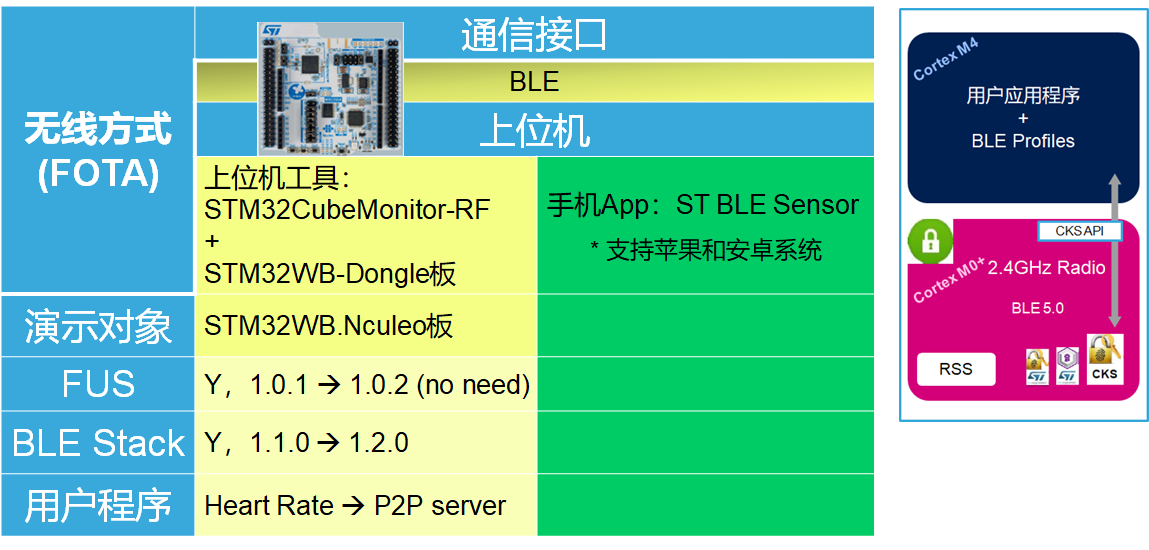 通信接口
BLE
上位机
无线方式
(FOTA)
上位机工具：
STM32CubeMonitor-RF
+
STM32WB-Dongle板
手机App：ST BLE Sensor
* 支持苹果和安卓系统
演示对象
STM32WB.Nculeo板
FUS
Y，1.0.1 → 1.0.2 (no need)
BLE Stack
Y，1.1.0 → 1.2.0
用户程序
Heart Rate → P2P server
Cortex M4
用户应用程序
+
BLE Profiles
CKS API
Cortex M0+
2.4GHz Radio
BLE 5.0
RSS
CKS